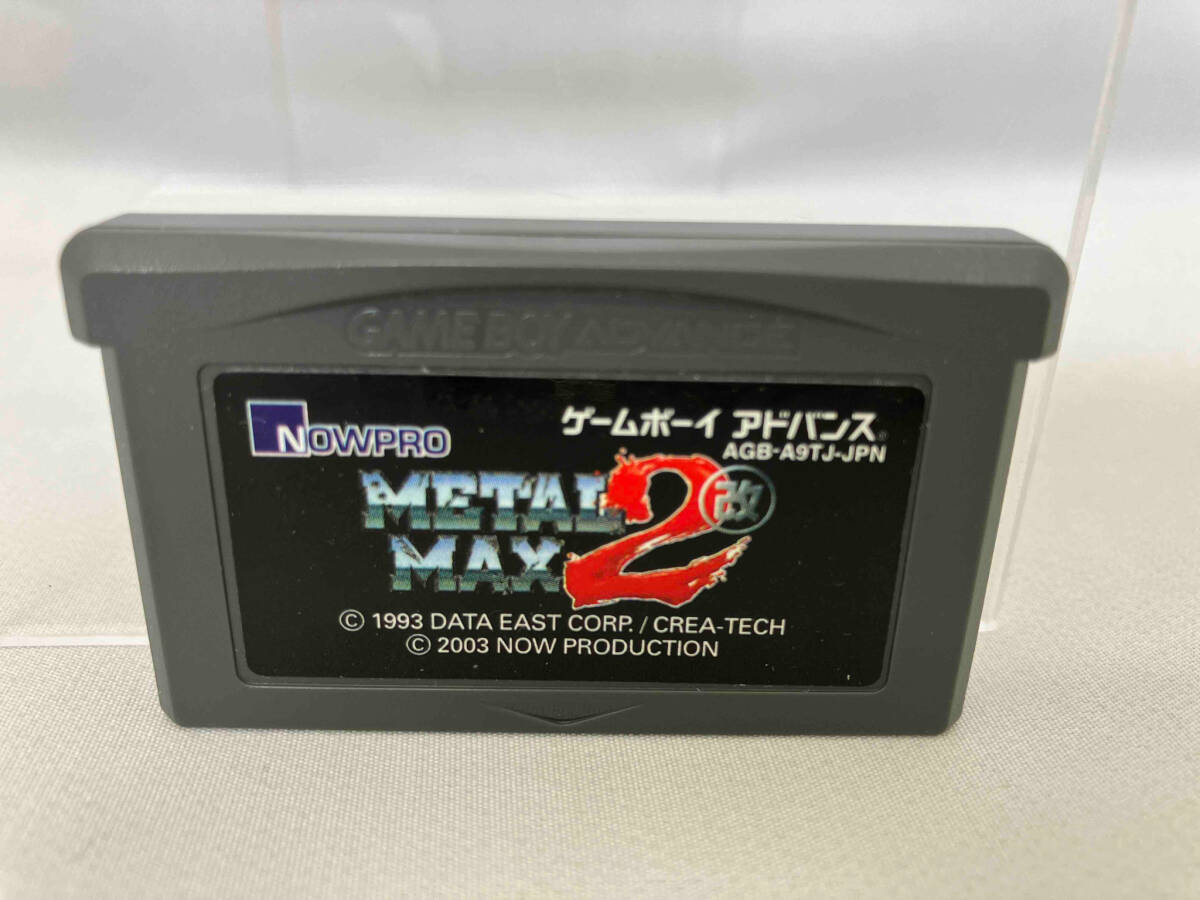 GAME BOY ADVANCE
NOWPRO
ゲームボーイ アドバンス®
AGB-A9TJ-JPN
METAL
MAX 2 改
© 1993 DATA EAST CORP. / CREA-TECH
© 2003 NOW PRODUCTION